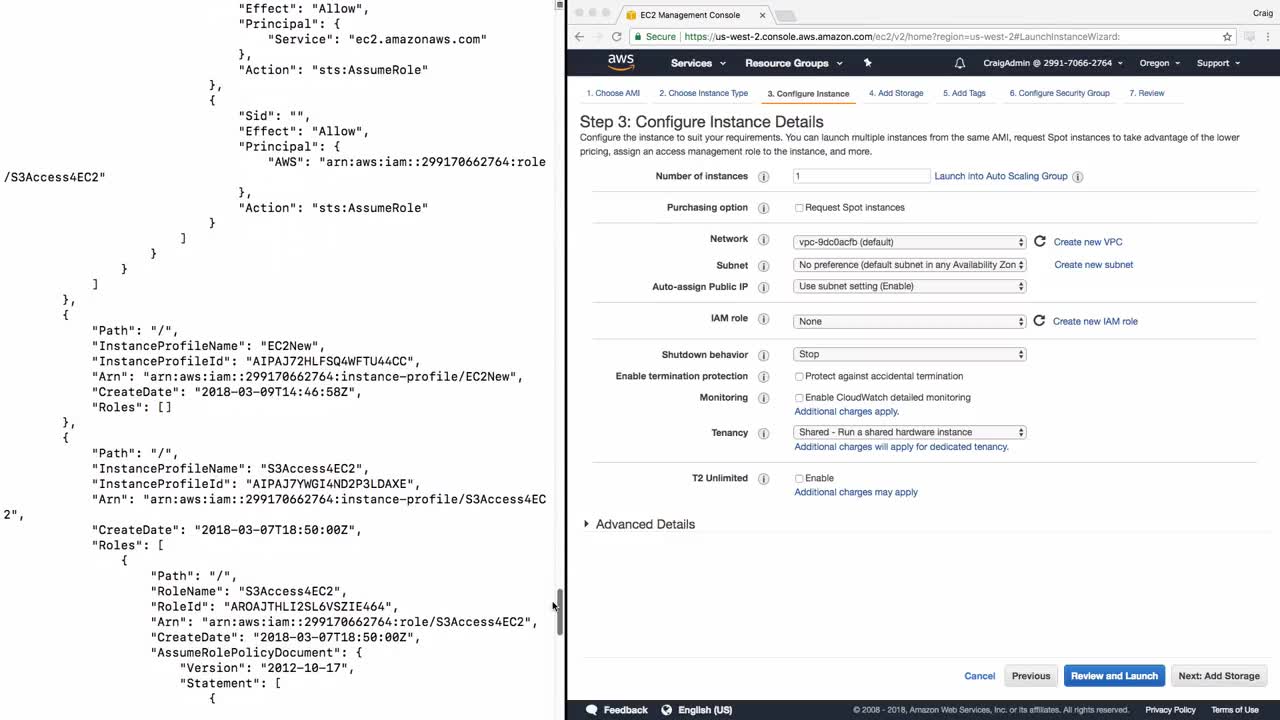 "Effect": "Allow",
"Principal": {
"Service": "ec2.amazonaws.com"
},
"Action": "sts:AssumeRole"
},
{
"Sid": "",
"Effect": "Allow",
"Principal": {
"AWS": "arn:aws:iam::299170662764:role
/S3Access4EC2"
},
"Action": "sts:AssumeRole"
}
]
}
}
]
},
{
"Path": "/",
"InstanceProfileName": "EC2New",
"InstanceProfileId": "AIPAJ72HLFSQ4WFTU44CC",
"Arn": "arn:aws:iam::299170662764:instance-profile/EC2New",
"CreateDate": "2018-03-09T14:46:58Z",
"Roles": []
},
{
"Path": "/",
"InstanceProfileName": "S3Access4EC2",
"InstanceProfileId": "AIPAJ7YWGI4ND2P3LDAXE",
"Arn": "arn:aws:iam::299170662764:instance-profile/S3Access4EC
2",
"CreateDate": "2018-03-07T18:50:00Z",
"Roles": [
{
"Path": "/",
"RoleName": "S3Access4EC2",
"RoleId": "AROAJTHLI2SL6VSZIE464",
"Arn": "arn:aws:iam::299170662764:role/S3Access4EC2",
"CreateDate": "2018-03-07T18:50:00Z",
"AssumeRolePolicyDocument": {
"Version": "2012-10-17",
"Statement": [
{
EC2 Management Console
Craig
Secure https://us-west-2.console.aws.amazon.com/ec2/v2/home?region=us-west-2#LaunchInstanceWizard:
aws Services Resource Groups CraigAdmin @ 2991-7066-2764 Oregon Support
1. Choose AMI 2. Choose Instance Type 3. Configure Instance 4. Add Storage 5. Add Tags 6. Configure Security Group 7. Review
Step 3: Configure Instance Details
Configure the instance to suit your requirements. You can launch multiple instances from the same AMI, request Spot instances to take advantage of the lower
pricing, assign an access management role to the instance, and more.
Number of instances 1 Launch into Auto Scaling Group
Purchasing option Request Spot instances
Network vpc-9dc0acfb (default) Create new VPC
Subnet No preference (default subnet in any Availability Zon Create new subnet
Auto-assign Public IP Use subnet setting (Enable)
IAM role None Create new IAM role
Shutdown behavior Stop
Enable termination protection Protect against accidental termination
Monitoring Enable CloudWatch detailed monitoring
Additional charges apply.
Tenancy Shared - Run a shared hardware instance
Additional charges will apply for dedicated tenancy.
T2 Unlimited Enable
Additional charges may apply
Advanced Details
Cancel Previous Review and Launch Next: Add Storage
Feedback English (US) © 2008 - 2018, Amazon Web Services, Inc. or its affiliates. All rights reserved. Privacy Policy Terms of Use